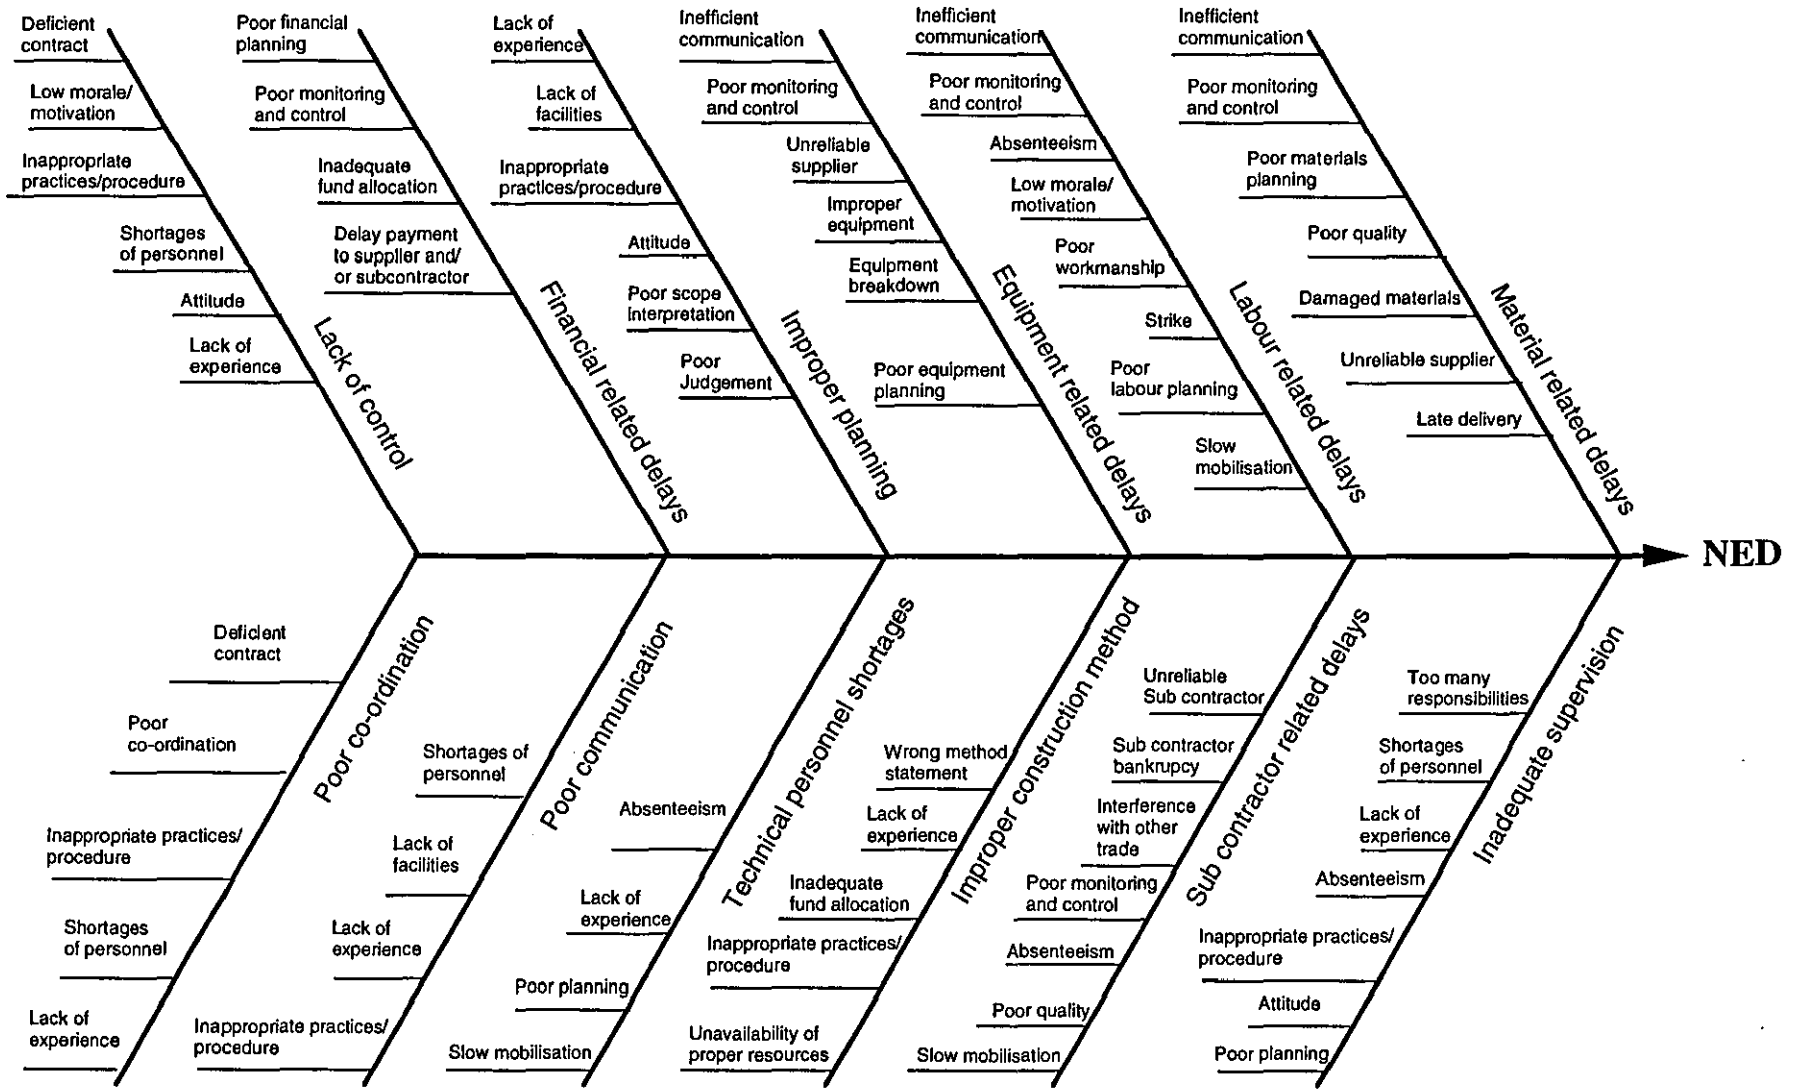 Deficient
contract
Low morale/
motivation
Inappropriate
practices/procedure
Shortages
of personnel
Attitude
Lack of
experience
Lack of control
Poor financial
planning
Poor monitoring
and control
Inadequate
fund allocation
Delay payment
to supplier and/
or subcontractor
Financial related delays
Lack of
experience
Lack of
facilities
Inappropriate
practices/procedure
Attitude
Poor scope
Interpretation
Poor
Judgement
Improper planning
Inefficient
communication
Poor monitoring
and control
Unreliable
supplier
Improper
equipment
Equipment
breakdown
Poor equipment
planning
Equipment related delays
Inefficient
communication
Poor monitoring
and control
Absenteeism
Low morale/
motivation
Poor
workmanship
Strike
Poor
labour planning
Slow
mobilisation
Labour related delays
Inefficient
communication
Poor monitoring
and control
Poor materials
planning
Poor quality
Damaged materials
Unreliable supplier
Late delivery
Material related delays
NED
Deficient
contract
Poor
co-ordination
Inappropriate practices/
procedure
Shortages
of personnel
Lack of
experience
Poor co-ordination
Shortages of
personnel
Lack of
facilities
Lack of
experience
Inappropriate practices/
procedure
Poor communication
Absenteeism
Lack of
experience
Poor planning
Slow mobilisation
Technical personnel shortages
Wrong method
statement
Lack of
experience
Inadequate
fund allocation
Inappropriate practices/
procedure
Unavailability of
proper resources
Improper construction method
Unreliable
Sub contractor
Sub contractor
bankrupcy
Interference
with other
trade
Poor monitoring
and control
Absenteeism
Poor quality
Slow mobilisation
Sub contractor related delays
Too many
responsibilities
Shortages
of personnel
Lack of
experience
Absenteeism
Inappropriate practices/
procedure
Attitude
Poor planning
Inadequate supervision